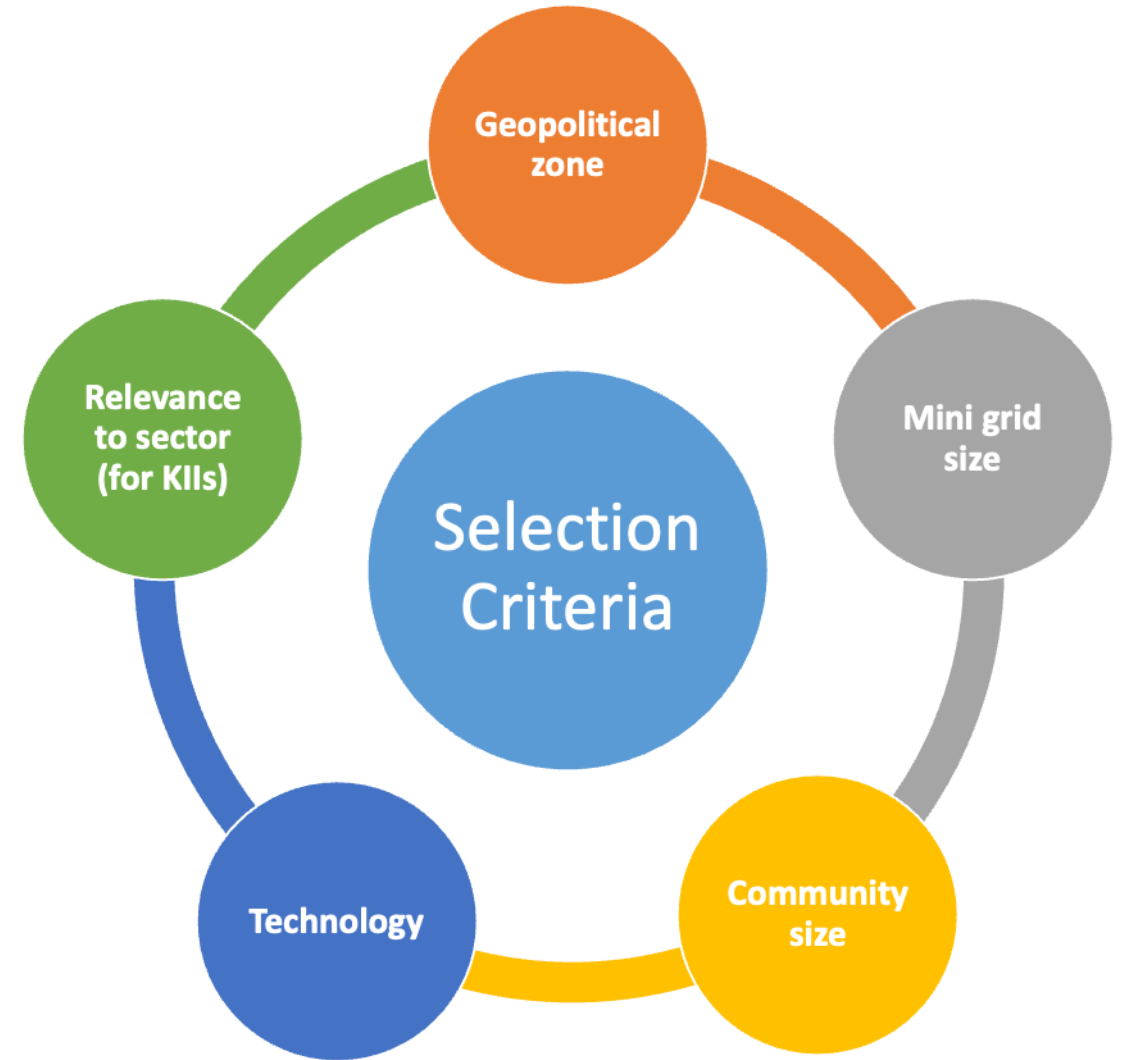 Geopolitical
zone
Mini grid
size
Community
size
Technology
Relevance
to sector
(for KIIs)
Selection
Criteria